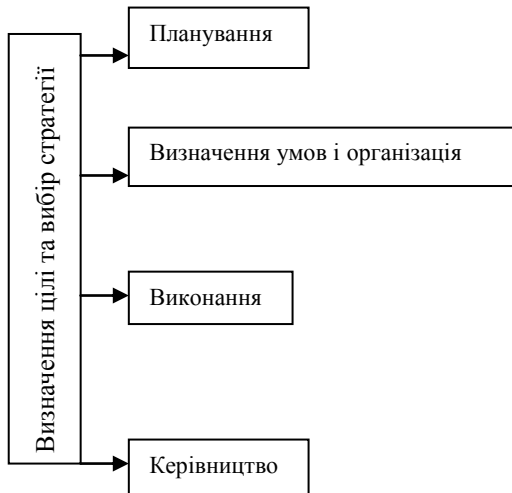 Визначення цілі та вибір стратегії
Планування
Визначення умов і організація
Виконання
Керівництво